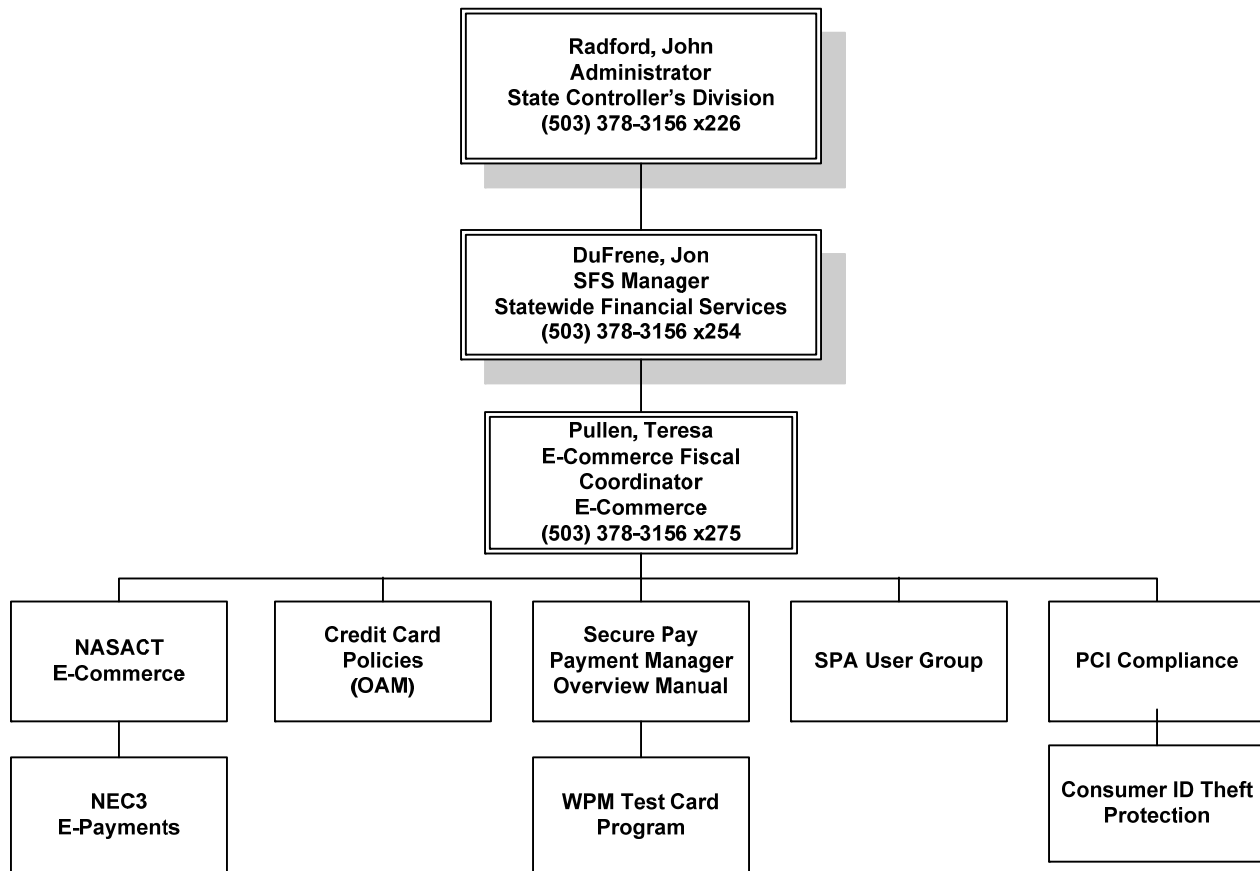 Radford, John
Administrator
State Controller's Division
(503) 378-3156 x226
DuFrene, Jon
SFS Manager
Statewide Financial Services
(503) 378-3156 x254
Pullen, Teresa
E-Commerce Fiscal
Coordinator
E-Commerce
(503) 378-3156 x275
NASACT
E-Commerce
Credit Card
Policies
(OAM)
Secure Pay
Payment Manager
Overview Manual
SPA User Group
PCI Compliance
NEC3
E-Payments
WPM Test Card
Program
Consumer ID Theft
Protection